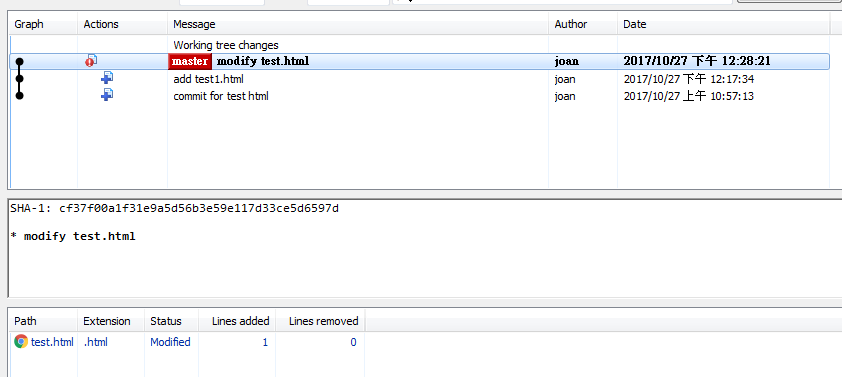 Graph Actions Message Author Date
Working tree changes
master modify test.html joan 2017/10/27 下午 12:28:21
add test1.html joan 2017/10/27 下午 12:17:34
commit for test html joan 2017/10/27 上午 10:57:13
SHA-1: cf37f00a1f31e9a5d56b3e59e117d33ce5d6597d
* modify test.html
Path Extension Status Lines added Lines removed
test.html .html Modified 1 0